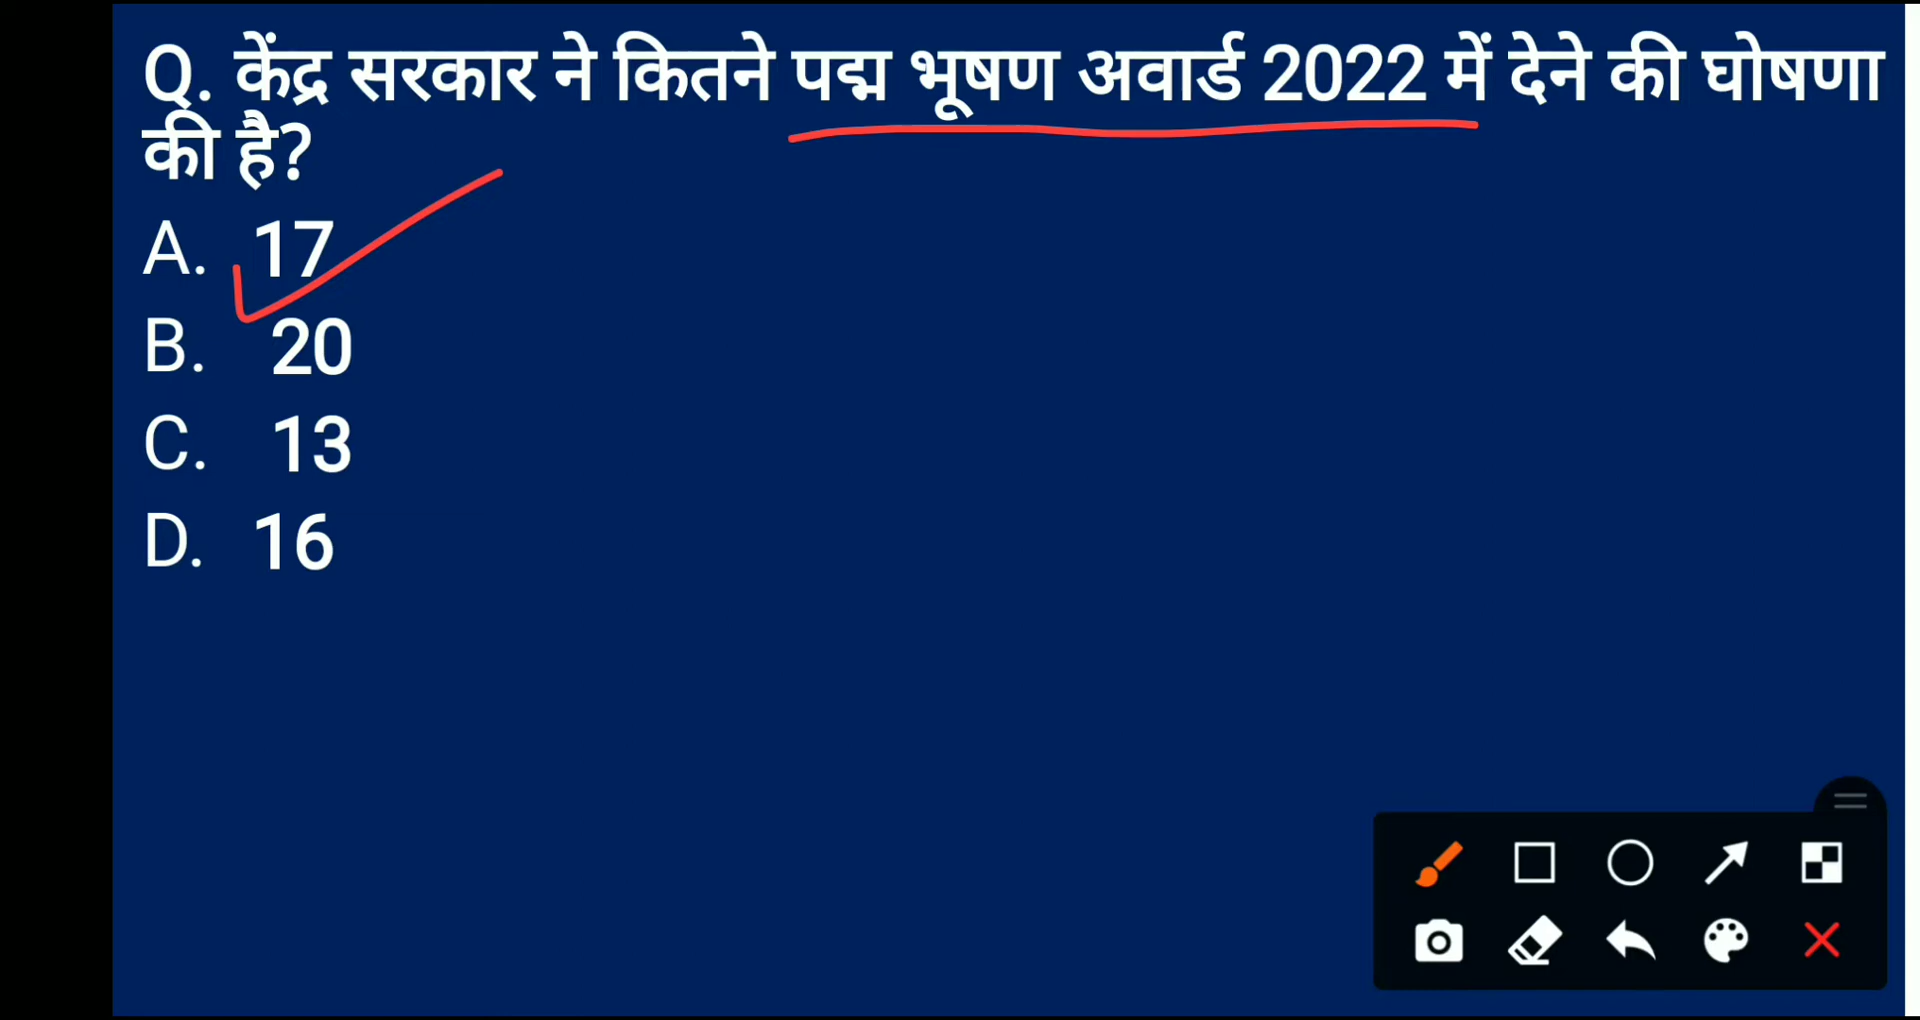 Q. केंद्र सरकार ने कितने पद्म भूषण अवार्ड 2022 में देने की घोषणा
की है?
A. 17
B. 20
C. 13
D. 16